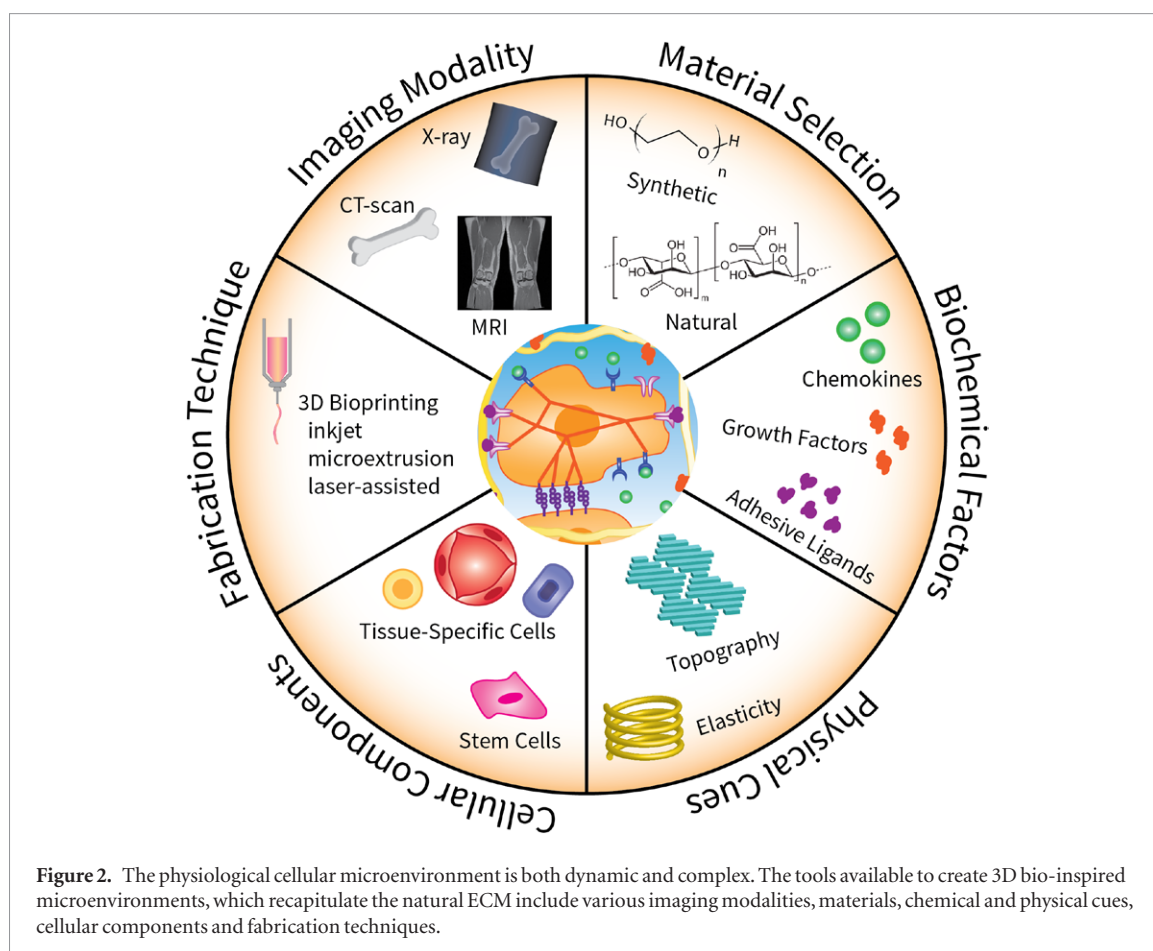 Imaging Modality
X-ray
CT-scan
MRI
Material Selection
HO
O
H
n
Synthetic
O
HO
OH
O
O
OH
m
O
O
OH
HO
OH
O
O
n
Natural
Biochemical Factors
Chemokines
Growth Factors
Adhesive Ligands
Physical Cues
Topography
Elasticity
Cellular Components
Tissue-Specific Cells
Stem Cells
Fabrication Technique
3D Bioprinting
inkjet
microextrusion
laser-assisted
Figure 2. The physiological cellular microenvironment is both dynamic and complex. The tools available to create 3D bio-inspired
microenvironments, which recapitulate the natural ECM include various imaging modalities, materials, chemical and physical cues,
cellular components and fabrication techniques.